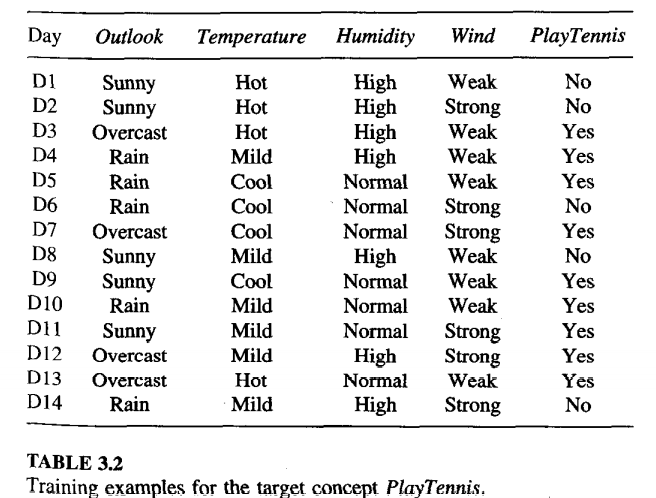 Day Outlook Temperature Humidity Wind PlayTennis
D1 Sunny Hot High Weak No
D2 Sunny Hot High Strong No
D3 Overcast Hot High Weak Yes
D4 Rain Mild High Weak Yes
D5 Rain Cool Normal Weak Yes
D6 Rain Cool Normal Strong No
D7 Overcast Cool Normal Strong Yes
D8 Sunny Mild High Weak No
D9 Sunny Cool Normal Weak Yes
D10 Rain Mild Normal Weak Yes
D11 Sunny Mild Normal Strong Yes
D12 Overcast Mild High Strong Yes
D13 Overcast Hot Normal Weak Yes
D14 Rain Mild High Strong No
TABLE 3.2
Training examples for the target concept PlayTennis.